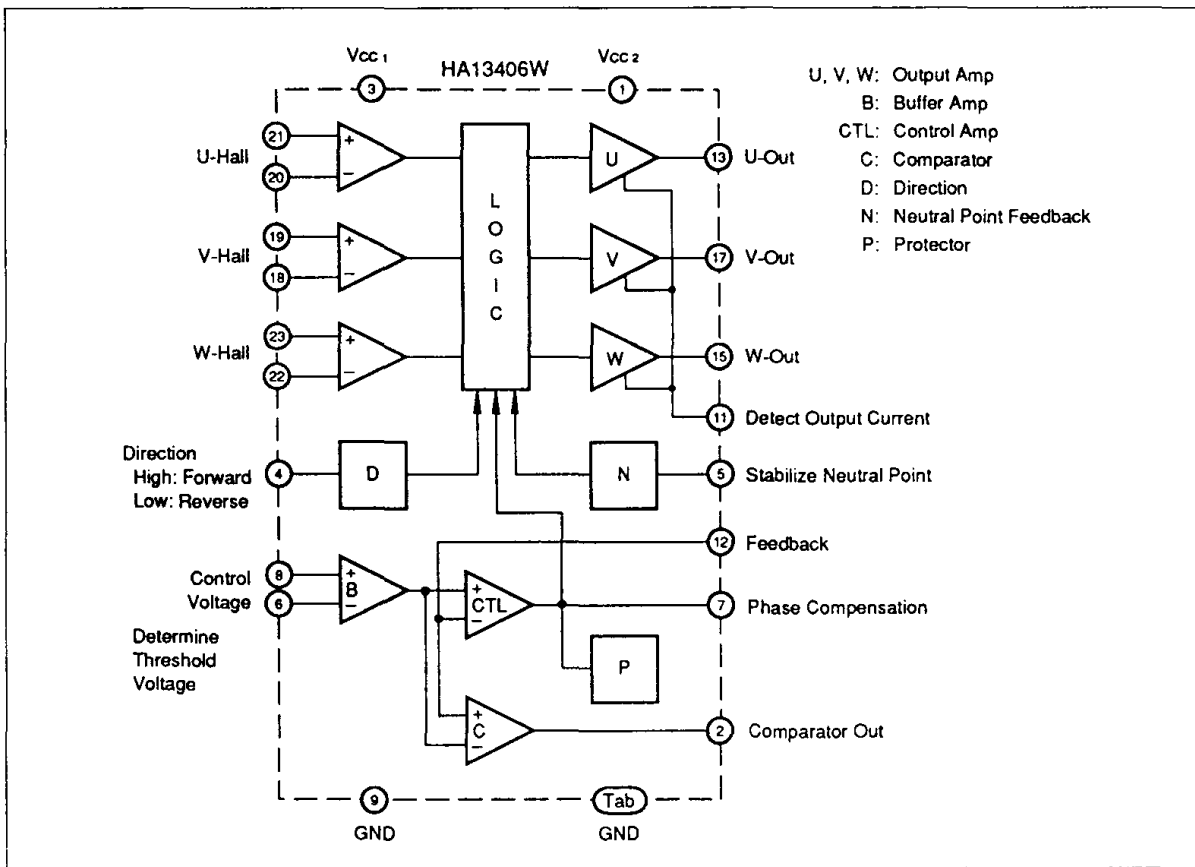 Vcc 1
HA13406W
Vcc 2
3
1
U, V, W: Output Amp
B: Buffer Amp
CTL: Control Amp
C: Comparator
D: Direction
N: Neutral Point Feedback
P: Protector
21
U-Hall
20
+
−
LOGIC
U
13
U-Out
19
V-Hall
18
+
−
V
17
V-Out
23
W-Hall
22
+
−
W
15
W-Out
11
Detect Output Current
Direction
High: Forward
Low: Reverse
4
D
N
5
Stabilize Neutral Point
12
Feedback
Control
Voltage
8
6
+
B
−
+
CTL
−
7
Phase Compensation
Determine
Threshold
Voltage
P
+
C
−
2
Comparator Out
9
GND
Tab
GND